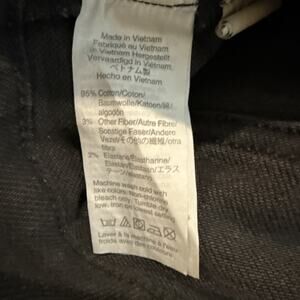 Made in Vietnam
Fabriqué au Vietnam
in Vietnam Hergestellt
Vervaardigd in Vietnam
ベトナム製
Hecho en Vietnam
95% Cotton/Coton/
Baumwolle/Katoen/綿/
algodón
3% Other Fiber/Autre Fibre/
Sonstige Faser/Andere
Vezel/その他の繊維/otra
fibra
2% Elastane/Élasthanne/
Elastan/Elastaan/エラス
テーン/elastano
Machine wash cold with
like colors. Non-chlorine
bleach only. Tumble dry
low. Iron on lowest setting
Laver à la machine à l'eau
froide avec des couleurs